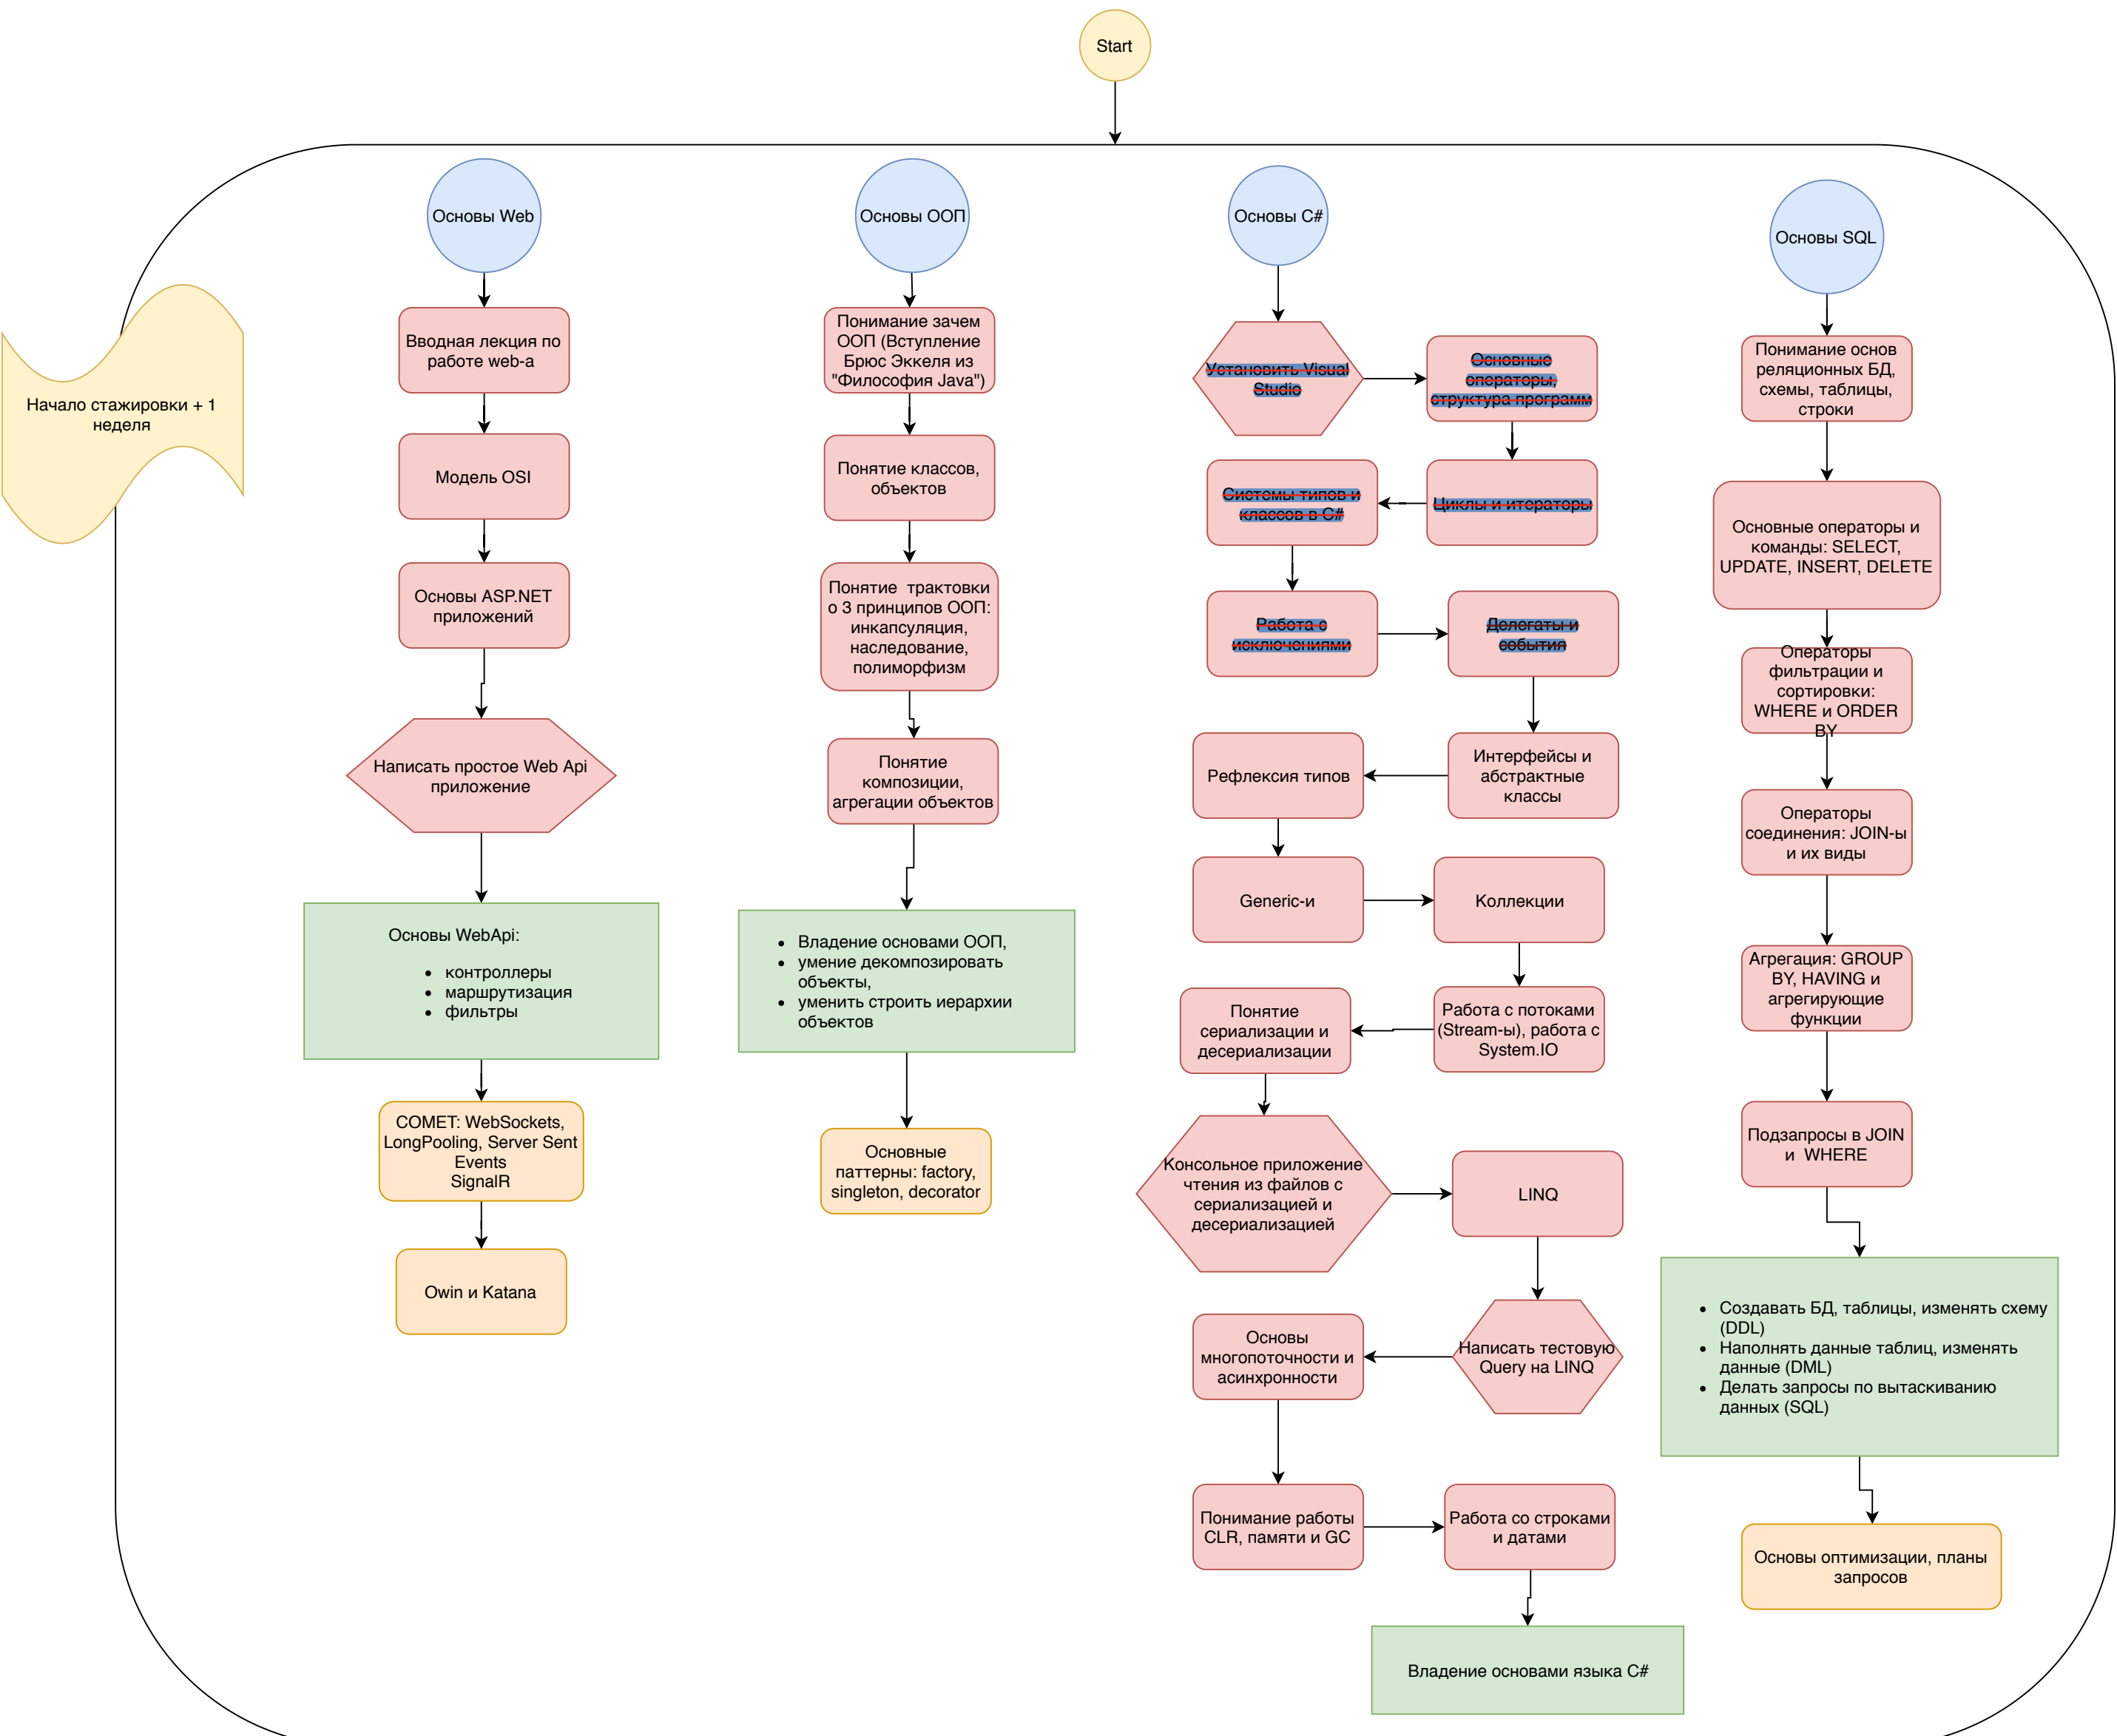 Start
Начало стажировки + 1
неделя
Основы Web
Вводная лекция по
работе web-а
Модель OSI
Основы ASP.NET
приложений
Написать простое Web Api
приложение
Основы WebApi:
• контроллеры
• маршрутизация
• фильтры
COMET: WebSockets,
LongPooling, Server Sent
Events
SignalR
Owin и Katana
Основы ООП
Понимание зачем
ООП (Вступление
Брюс Эккеля из
"Философия Java")
Понятие классов,
объектов
Понятие трактовки
о 3 принципов ООП:
инкапсуляция,
наследование,
полиморфизм
Понятие
композиции,
агрегации объектов
• Владение основами ООП,
• умение декомпозировать
объекты,
• уменить строить иерархии
объектов
Основные
паттерны: factory,
singleton, decorator
Основы C#
Установить Visual
Studio
Основные
операторы,
структура программ
Циклы и итераторы
Системы типов и
классов в C#
Работа с
исключениями
Делегаты и
события
Интерфейсы и
абстрактные
классы
Рефлексия типов
Generic-и
Коллекции
Работа с потоками
(Stream-ы), работа с
System.IO
Понятие
сериализации и
десериализации
Консольное приложение
чтения из файлов с
сериализацией и
десериализацией
LINQ
Написать тестовую
Query на LINQ
Основы
многопоточности и
асинхронности
Понимание работы
CLR, памяти и GC
Работа со строками
и датами
Владение основами языка C#
Основы SQL
Понимание основ
реляционных БД,
схемы, таблицы,
строки
Основные операторы и
команды: SELECT,
UPDATE, INSERT, DELETE
Операторы
фильтрации и
сортировки:
WHERE и ORDER
BY
Операторы
соединения: JOIN-ы
и их виды
Агрегация: GROUP
BY, HAVING и
агрегирующие
функции
Подзапросы в JOIN
и WHERE
• Создавать БД, таблицы, изменять схему
(DDL)
• Наполнять данные таблиц, изменять
данные (DML)
• Делать запросы по вытаскиванию
данных (SQL)
Основы оптимизации, планы
запросов